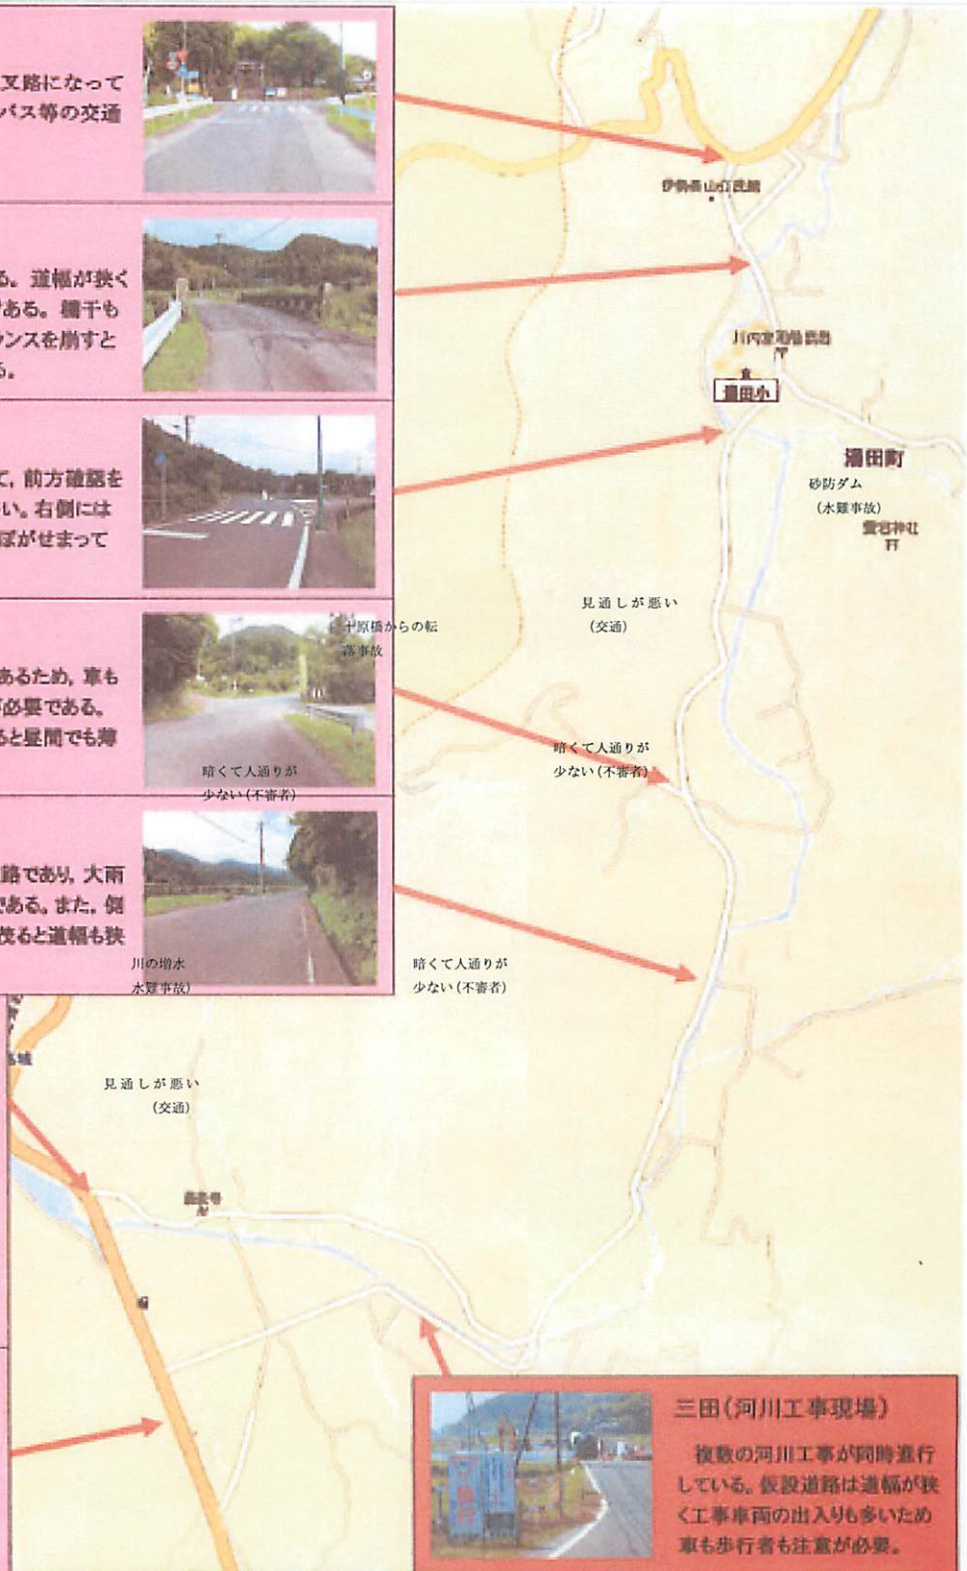 叉路になって
バス等の交通
る。道幅が狭く
である。欄干も
ランスを崩すと
る。
て，前方確認を
い。右側には
ぼがせまって
あるため，車も
が必要である。
ると昼間でも薄
路であり，大雨
である。また，側
茂ると道幅も狭
湯田小
湯田町
砂防ダム
（水難事故）
愛宕神社
見通しが悪い
（交通）
十原橋からの転
落事故
暗くて人通りが
少ない（不審者）
暗くて人通りが
少ない（不審者）
川の増水
水難事故）
暗くて人通りが
少ない（不審者）
高城
見通しが悪い
（交通）
三田（河川工事現場）
複数の河川工事が同時進行
している。仮設道路は道幅が狭
く工事車両の出入りも多いため
車も歩行者も注意が必要。